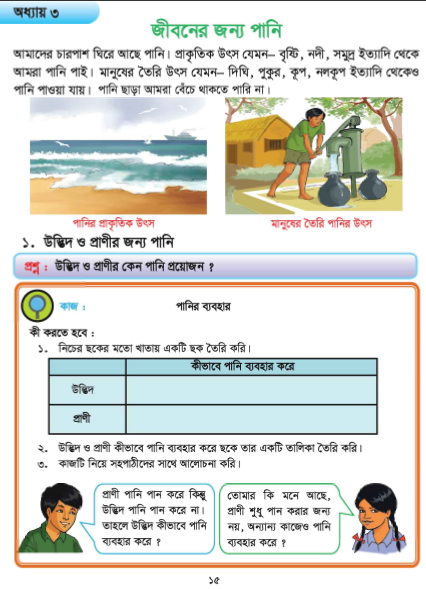 অধ্যায় ৩
জীবনের জন্য পানি
আমাদের চারপাশ ঘিরে আছে পানি। প্রাকৃতিক উৎস যেমন– বৃষ্টি, নদী, সমুদ্র ইত্যাদি থেকে
আমরা পানি পাই। মানুষের তৈরি উৎস যেমন– দিঘি, পুকুর, কূপ, নলকূপ ইত্যাদি থেকেও
পানি পাওয়া যায়। পানি ছাড়া আমরা বেঁচে থাকতে পারি না।
পানির প্রাকৃতিক উৎস
মানুষের তৈরি পানির উৎস
১. উদ্ভিদ ও প্রাণীর জন্য পানি
প্রশ্ন : উদ্ভিদ ও প্রাণীর কেন পানি প্রয়োজন ?
কাজ : পানির ব্যবহার
কী করতে হবে :
১. নিচের ছকের মতো খাতায় একটি ছক তৈরি করি।
কীভাবে পানি ব্যবহার করে
উদ্ভিদ
প্রাণী
২. উদ্ভিদ ও প্রাণী কীভাবে পানি ব্যবহার করে ছকে তার একটি তালিকা তৈরি করি।
৩. কাজটি নিয়ে সহপাঠীদের সাথে আলোচনা করি।
প্রাণী পানি পান করে কিন্তু
উদ্ভিদ পানি পান করে না।
তাহলে উদ্ভিদ কীভাবে পানি
ব্যবহার করে ?
তোমার কি মনে আছে,
প্রাণী শুধু পান করার জন্য
নয়, অন্যান্য কাজেও পানি
ব্যবহার করে ?
১৫